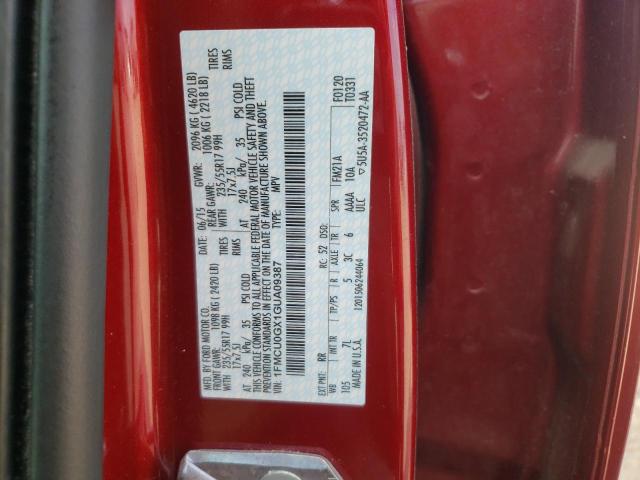 MFD. BY FORD MOTOR CO.
DATE: 06/15 GVWR: 2096 KG ( 4620 LB)
FRONT GAWR: 1098 KG ( 2420 LB) REAR GAWR: 1006 KG ( 2218 LB)
WITH 235/55R17 99H TIRES WITH 235/55R17 99H TIRES
17x7.5J RIMS 17x7.5J RIMS
AT 240 kPa/ 35 PSI COLD AT 240 kPa/ 35 PSI COLD
THIS VEHICLE CONFORMS TO ALL APPLICABLE FEDERAL MOTOR VEHICLE SAFETY AND THEFT
PREVENTION STANDARDS IN EFFECT ON THE DATE OF MANUFACTURE SHOWN ABOVE.
VIN: 1FMCU0GX1GUA09387 TYPE: MPV
EXT PNT: RR RC: 52 DSO: F0120
WB INT TR TP/PS R AXLE TR SPR FM21A T0331
105 7L 5 3C 6 AAAA 10A
MADE IN U.S.A. ULC ▽5U5A-3520472-AA
1201506244064